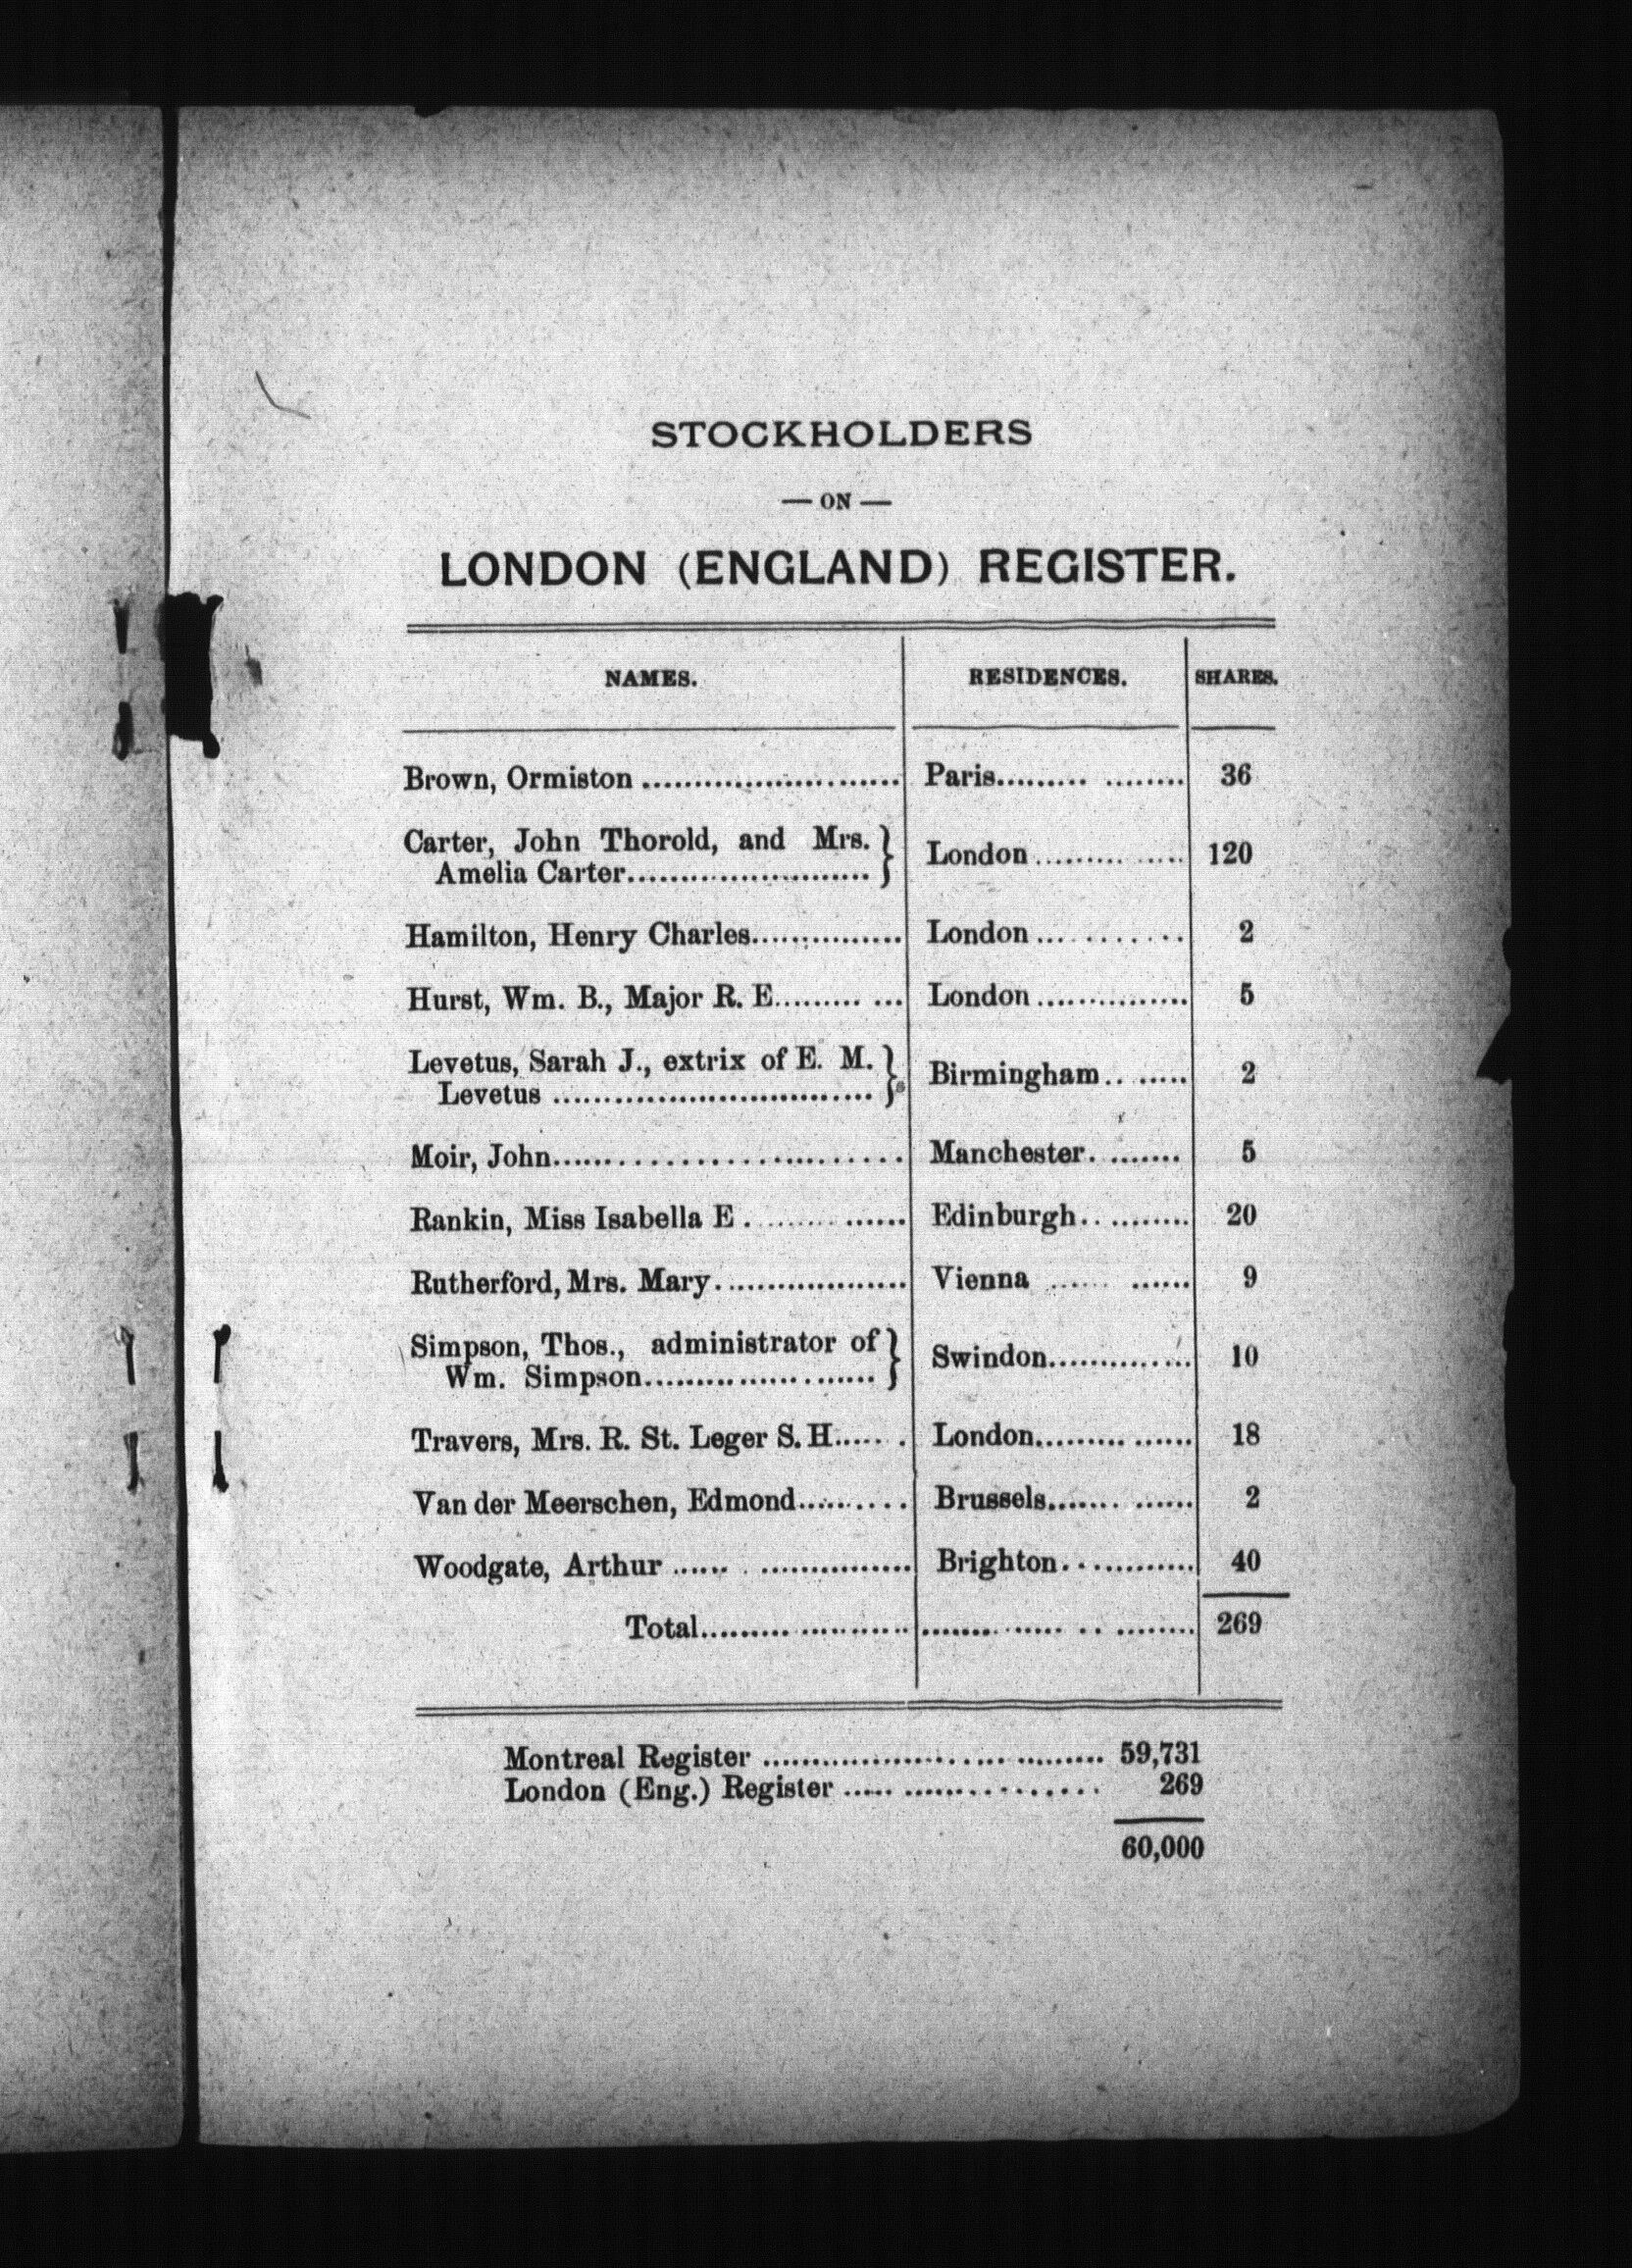 STOCKHOLDERS
— ON —
LONDON (ENGLAND) REGISTER.
NAMES. RESIDENCES. SHARES.
Brown, Ormiston ........................ Paris......... ........ 36
Carter, John Thorold, and Mrs. }
Amelia Carter........................ } London ......... ..... 120
Hamilton, Henry Charles............... London ... . . . . . . . 2
Hurst, Wm. B., Major R. E......... ... London ............... 5
Levetus, Sarah J., extrix of E. M. }
Levetus ............................... } Birmingham.. ..... 2
Moir, John.................................. Manchester. ....... 5
Rankin, Miss Isabella E . ........ ...... Edinburgh.. ........ 20
Rutherford, Mrs. Mary................... Vienna ...... ...... 9
Simpson, Thos., administrator of }
Wm. Simpson....................... } Swindon.............. 10
Travers, Mrs. R. St. Leger S. H...... . London......... ...... 18
Van der Meerschen, Edmond.......... Brussels....... ...... 2
Woodgate, Arthur ...... . ............... Brighton. . ........... 40
Total......... ........... ....... ...... .. ........ 269
Montreal Register .................................. 59,731
London (Eng.) Register ..... .................. 269
60,000